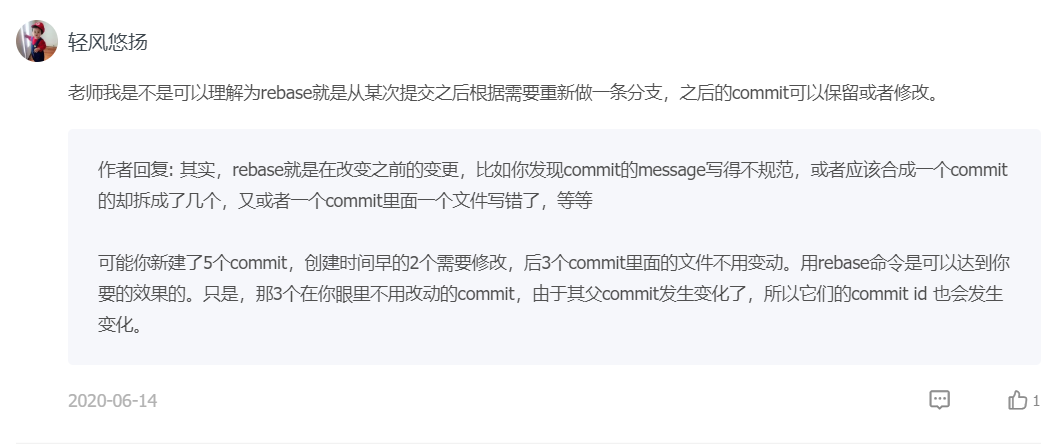 轻风悠扬
老师我是不是可以理解为rebase就是从某次提交之后根据需要重新做一条分支，之后的commit可以保留或者修改。
作者回复: 其实，rebase就是在改变之前的变更，比如你发现commit的message写得不规范，或者应该合成一个commit
的却拆成了几个，又或者一个commit里面一个文件写错了，等等
可能你新建了5个commit，创建时间早的2个需要修改，后3个commit里面的文件不用变动。用rebase命令是可以达到你
要的效果的。只是，那3个在你眼里不用改动的commit，由于其父commit发生变化了，所以它们的commit id 也会发生
变化。
2020-06-14
1